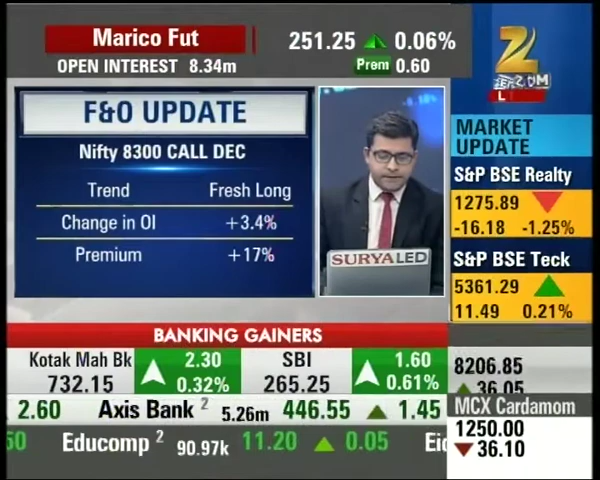 Marico Fut
251.25 0.06%
OPEN INTEREST 8.34m
Prem 0.60
F&O UPDATE
Nifty 8300 CALL DEC
Trend Fresh Long
Change in OI +3.4%
Premium +17%
SURYA LED
MARKET
UPDATE
S&P BSE Realty
1275.89
-16.18 -1.25%
S&P BSE Teck
5361.29
11.49 0.21%
BANKING GAINERS
Kotak Mah Bk 2.30 SBI 1.60
732.15 0.32% 265.25 0.61%
8206.85
36.05
2.60 Axis Bank 2 5.26m 446.55 1.45
MCX Cardamom
1250.00
36.10
50 Educomp 2 90.97k 11.20 0.05